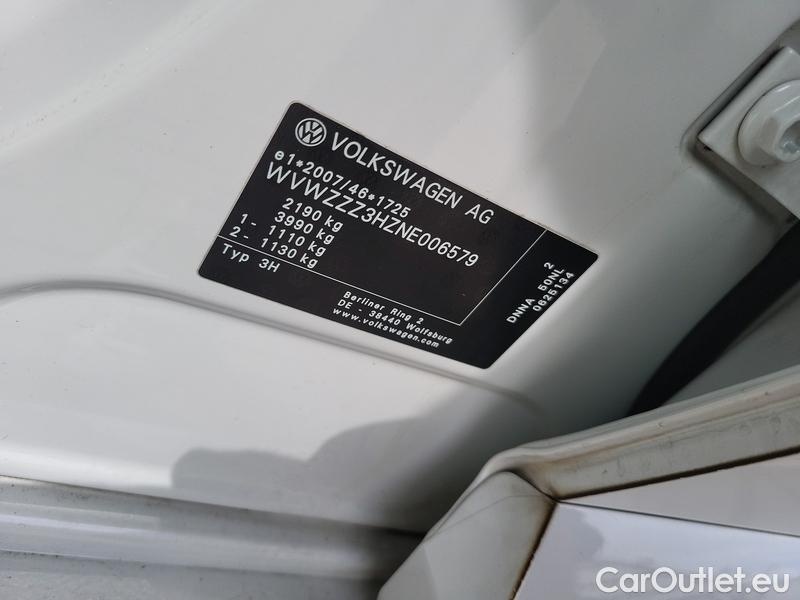 VOLKSWAGEN AG
e1*2007/46*1725
WVWZZZ3HZNE006579
2190 kg
3990 kg
1- 1110 kg
2- 1130 kg
Typ 3H
Berliner Ring 2
DE - 38440 Wolfsburg
www.volkswagen.com
DNNA 50NL 2
0625134
CarOutlet.eu